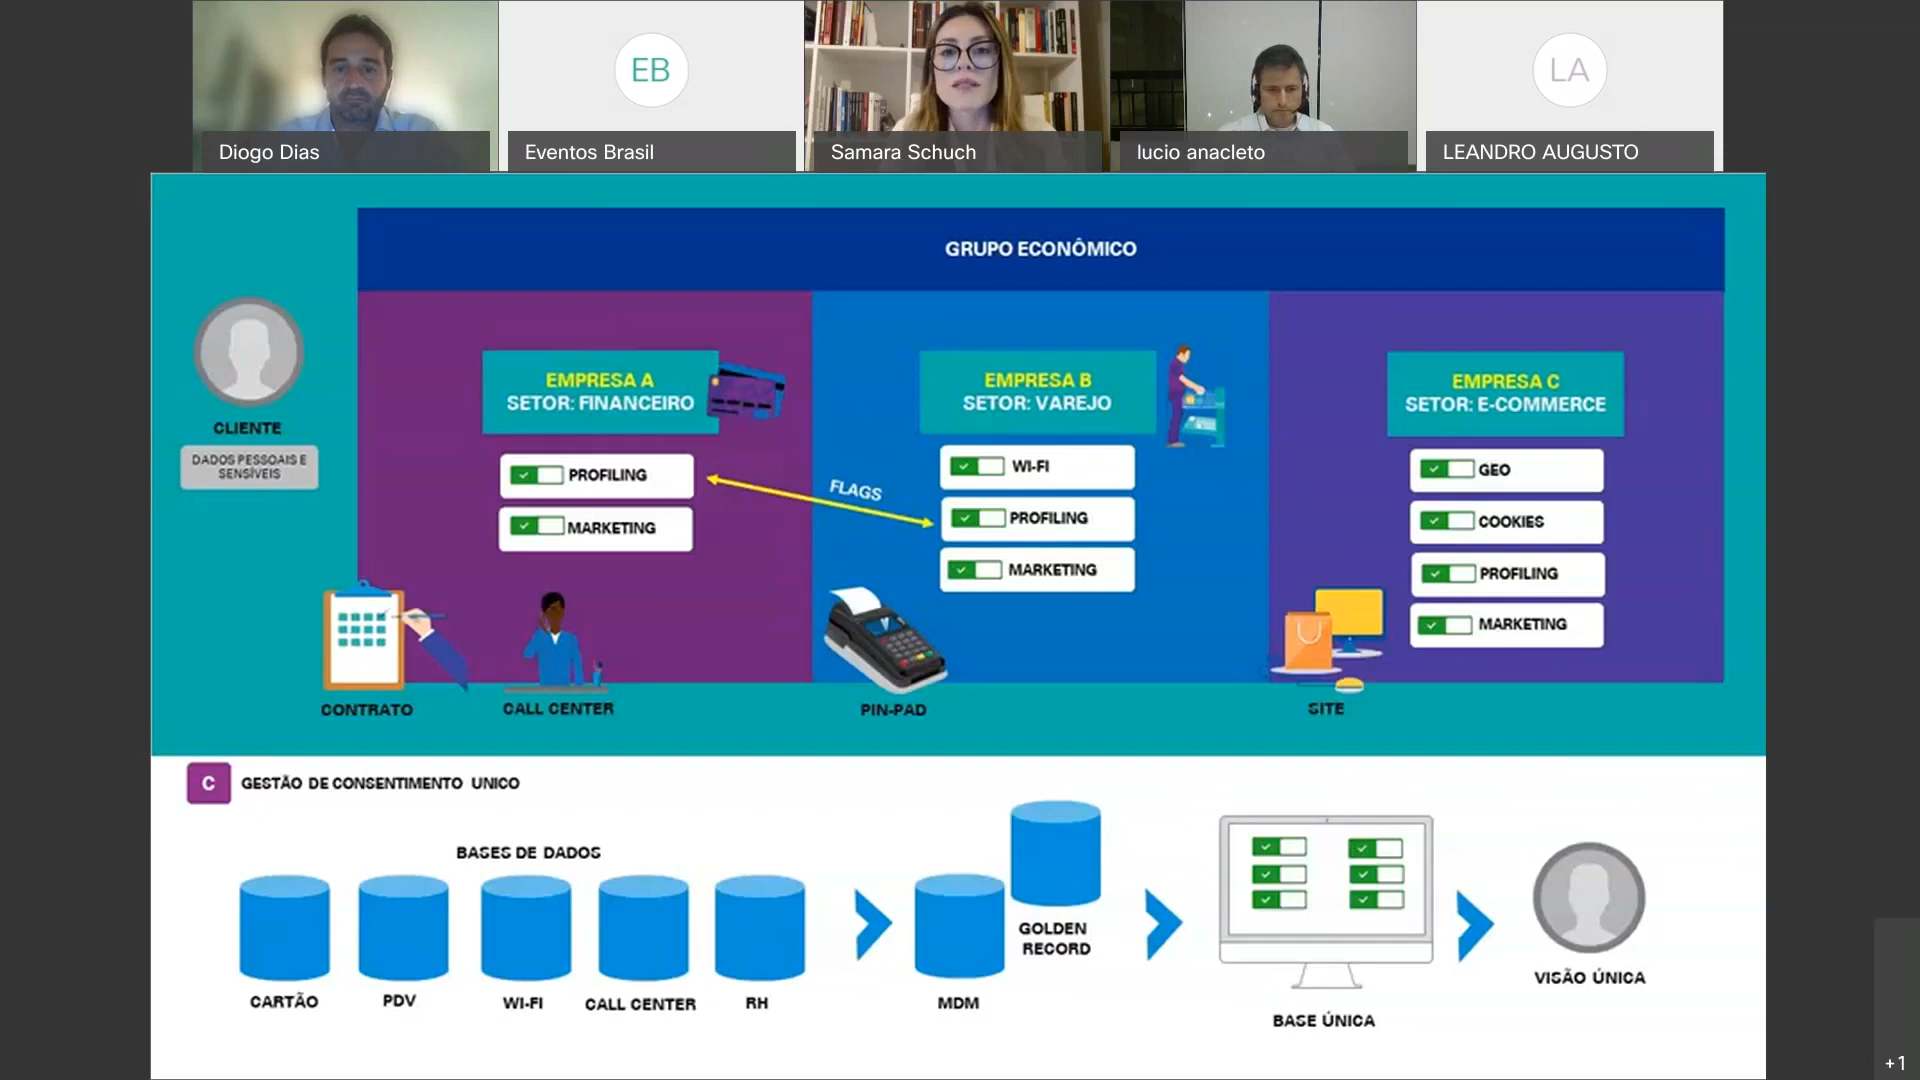 EB
LA
Diogo Dias
Eventos Brasil
Samara Schuch
lucio anacleto
LEANDRO AUGUSTO
GRUPO ECONÔMICO
CLIENTE
DADOS PESSOAIS E
SENSÍVEIS
EMPRESA A
SETOR: FINANCEIRO
PROFILING
MARKETING
FLAGS
EMPRESA B
SETOR: VAREJO
WI-FI
PROFILING
MARKETING
EMPRESA C
SETOR: E-COMMERCE
GEO
COOKIES
PROFILING
MARKETING
CONTRATO
CALL CENTER
PIN-PAD
SITE
C
GESTÃO DE CONSENTIMENTO UNICO
BASES DE DADOS
CARTÃO
PDV
WI-FI
CALL CENTER
RH
MDM
GOLDEN
RECORD
BASE ÚNICA
VISÃO ÚNICA
+1